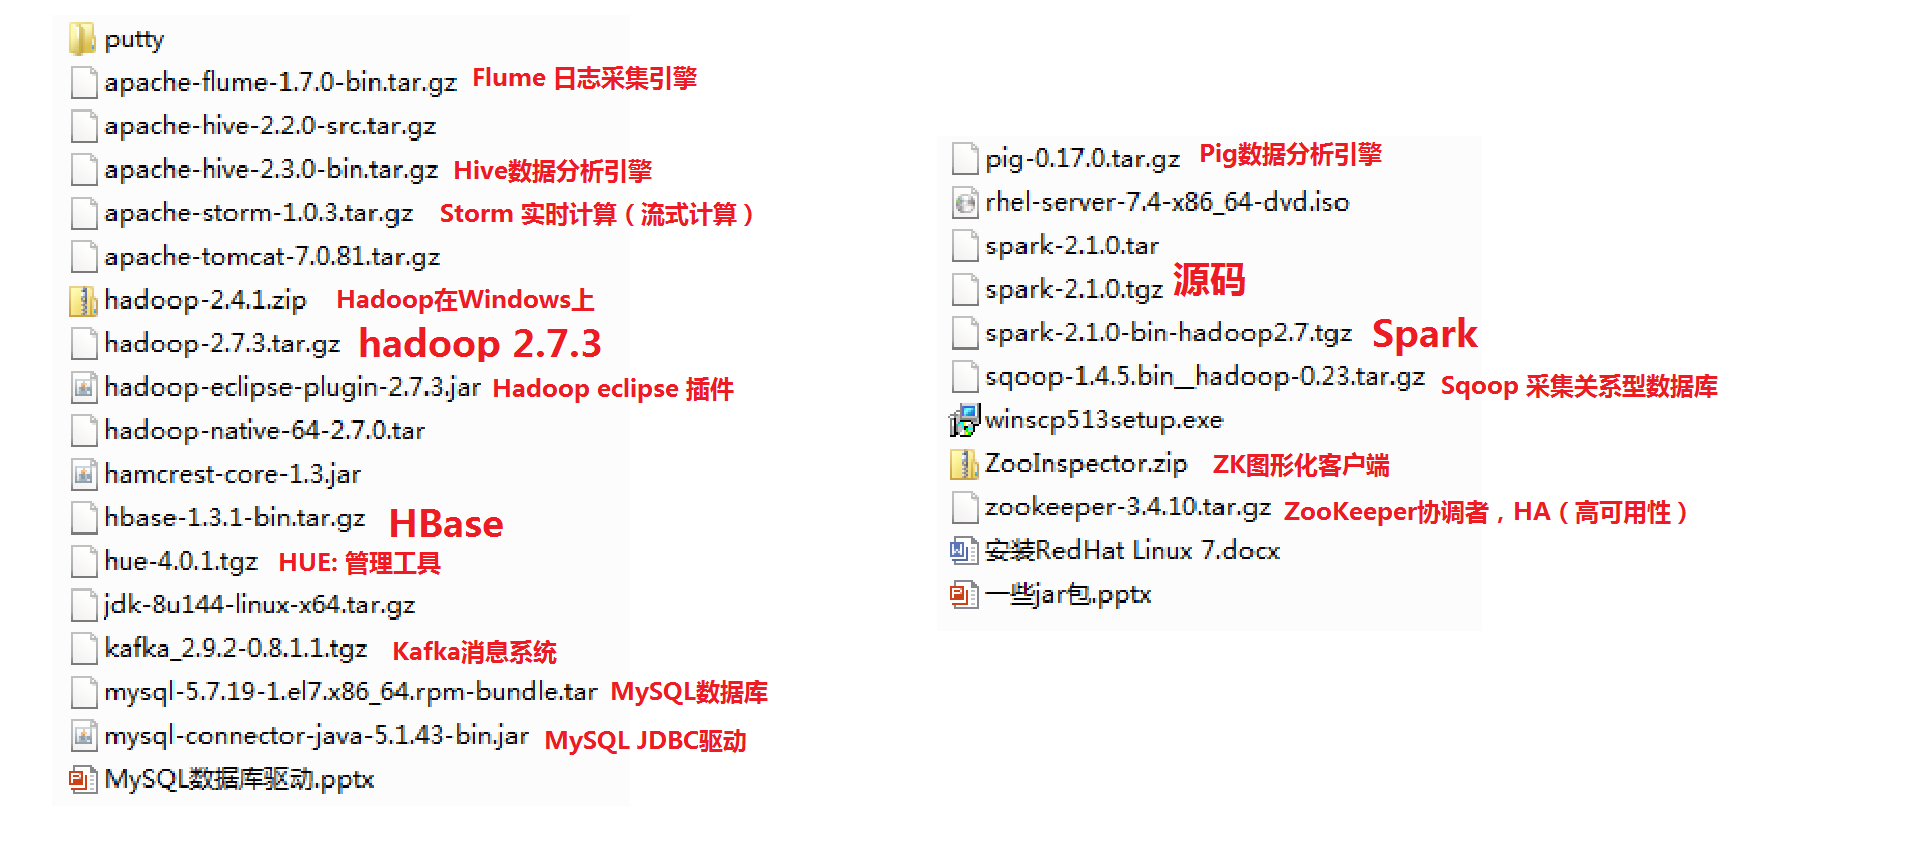 putty
apache-flume-1.7.0-bin.tar.gz Flume 日志采集引擎
apache-hive-2.2.0-src.tar.gz
apache-hive-2.3.0-bin.tar.gz Hive数据分析引擎
apache-storm-1.0.3.tar.gz Storm 实时计算（流式计算）
apache-tomcat-7.0.81.tar.gz
hadoop-2.4.1.zip Hadoop在Windows上
hadoop-2.7.3.tar.gz hadoop 2.7.3
hadoop-eclipse-plugin-2.7.3.jar Hadoop eclipse 插件
hadoop-native-64-2.7.0.tar
hamcrest-core-1.3.jar
hbase-1.3.1-bin.tar.gz HBase
hue-4.0.1.tgz HUE: 管理工具
jdk-8u144-linux-x64.tar.gz
kafka_2.9.2-0.8.1.1.tgz Kafka消息系统
mysql-5.7.19-1.el7.x86_64.rpm-bundle.tar MySQL数据库
mysql-connector-java-5.1.43-bin.jar MySQL JDBC驱动
MySQL数据库驱动.pptx
pig-0.17.0.tar.gz Pig数据分析引擎
rhel-server-7.4-x86_64-dvd.iso
spark-2.1.0.tar
spark-2.1.0.tgz 源码
spark-2.1.0-bin-hadoop2.7.tgz Spark
sqoop-1.4.5.bin__hadoop-0.23.tar.gz Sqoop 采集关系型数据库
winscp513setup.exe
ZooInspector.zip ZK图形化客户端
zookeeper-3.4.10.tar.gz ZooKeeper协调者，HA（高可用性）
安装RedHat Linux 7.docx
一些jar包.pptx